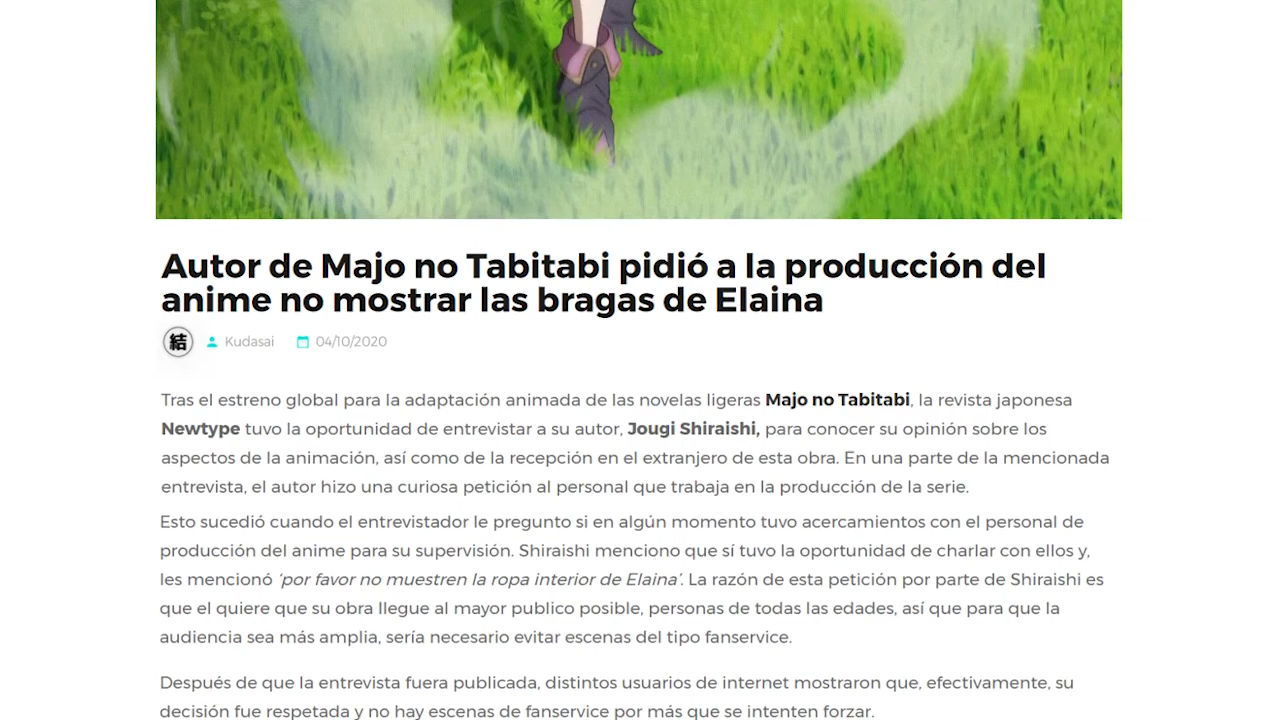 Autor de Majo no Tabitabi pidió a la producción del
anime no mostrar las bragas de Elaina
結 Kudasai 04/10/2020
Tras el estreno global para la adaptación animada de las novelas ligeras Majo no Tabitabi, la revista japonesa
Newtype tuvo la oportunidad de entrevistar a su autor, Jougi Shiraishi, para conocer su opinión sobre los
aspectos de la animación, así como de la recepción en el extranjero de esta obra. En una parte de la mencionada
entrevista, el autor hizo una curiosa petición al personal que trabaja en la producción de la serie.
Esto sucedió cuando el entrevistador le pregunto si en algún momento tuvo acercamientos con el personal de
producción del anime para su supervisión. Shiraishi menciono que sí tuvo la oportunidad de charlar con ellos y,
les mencionó ‘por favor no muestren la ropa interior de Elaina’. La razón de esta petición por parte de Shiraishi es
que el quiere que su obra llegue al mayor publico posible, personas de todas las edades, así que para que la
audiencia sea más amplia, sería necesario evitar escenas del tipo fanservice.
Después de que la entrevista fuera publicada, distintos usuarios de internet mostraron que, efectivamente, su
decisión fue respetada y no hay escenas de fanservice por más que se intenten forzar.